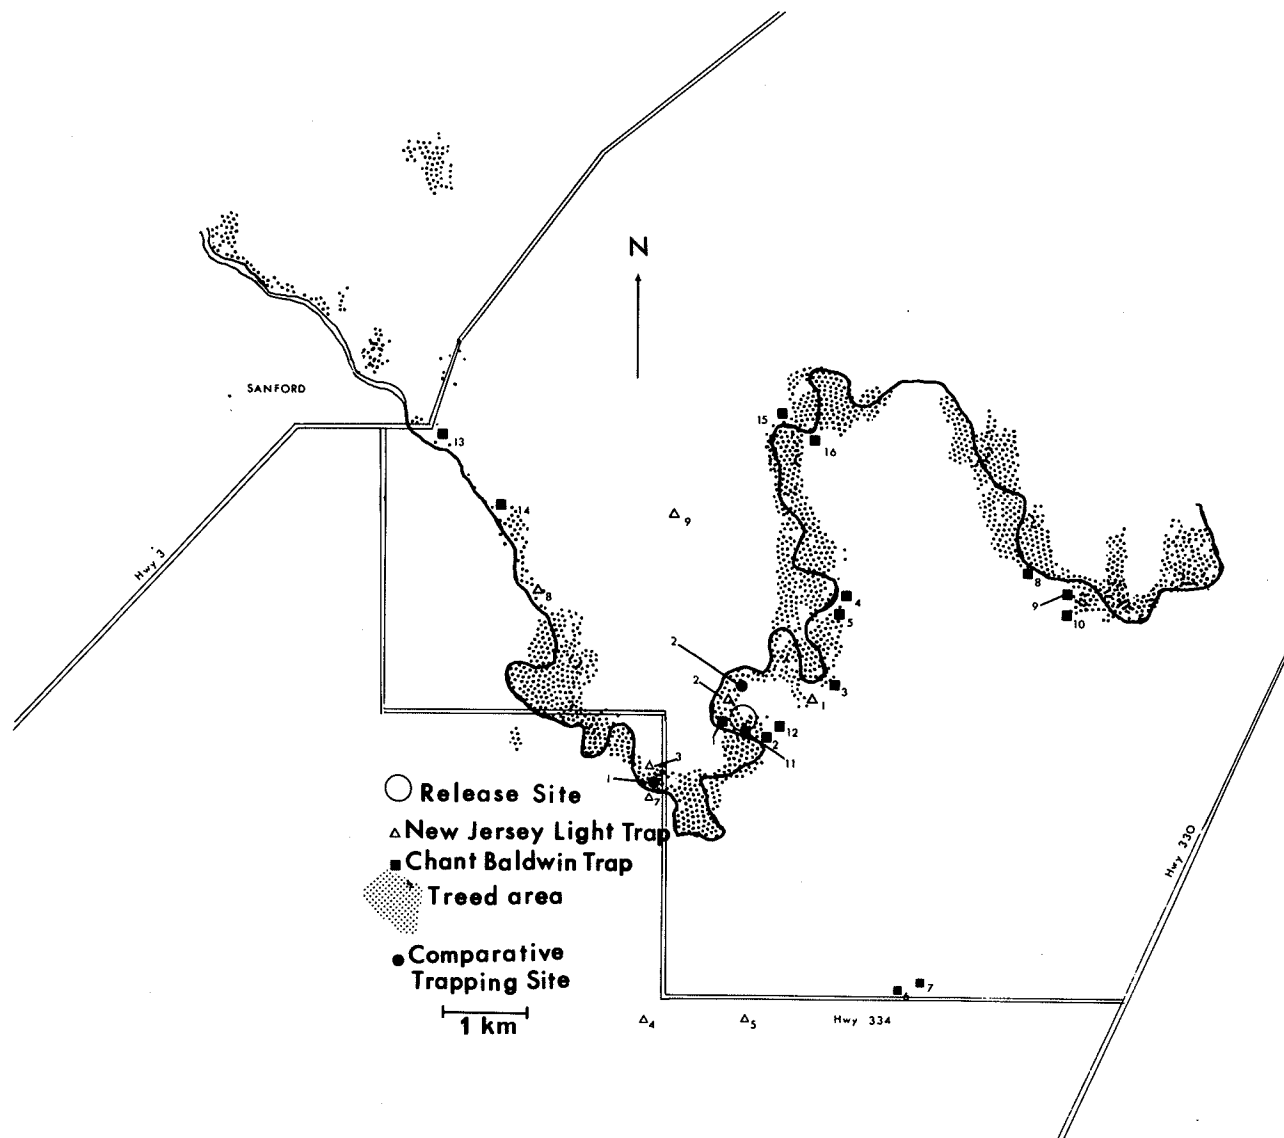 N
SANFORD
13
15
16
14
9
Hwy 3
8
8
9
10
4
5
2
2
3
1
12
1
2
11
3
1
7
Release Site
New Jersey Light Trap
Chant Baldwin Trap
Treed area
Comparative
Trapping Site
1 km
Hwy 330
7
6
4
5
Hwy 334